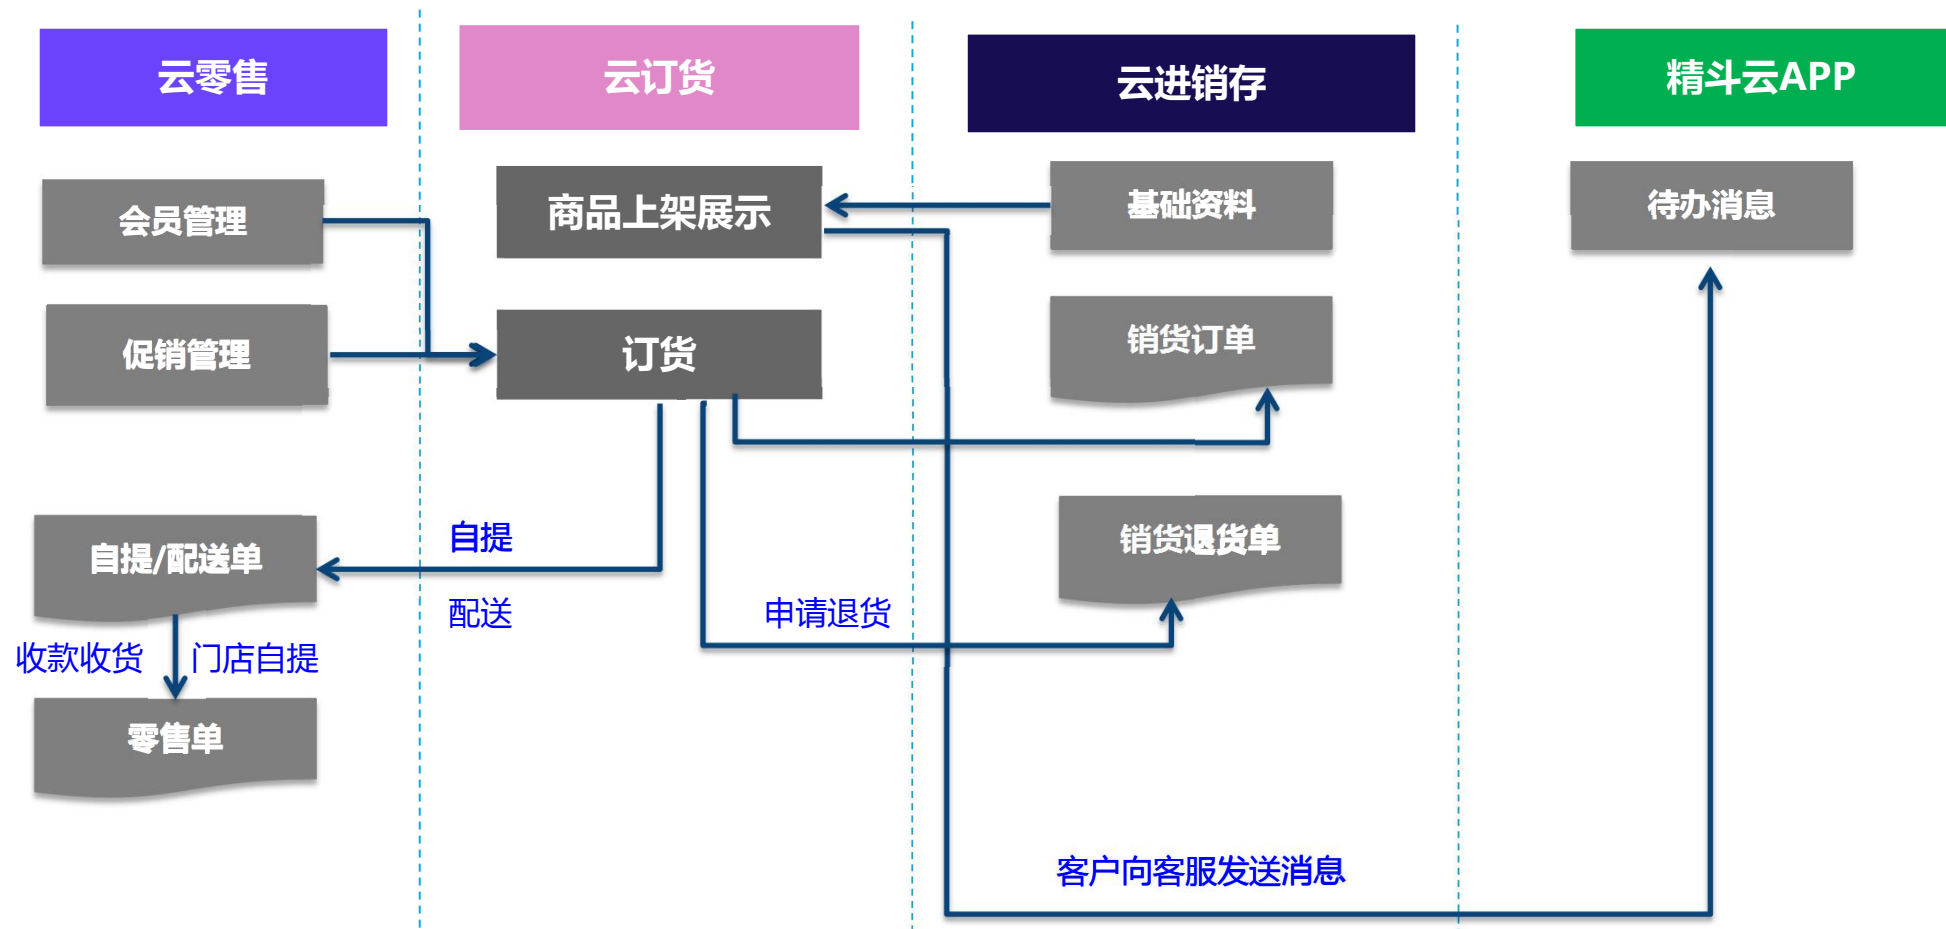 云零售
云订货
云进销存
精斗云APP
会员管理
商品上架展示
基础资料
待办消息
促销管理
订货
销货订单
自提/配送单
自提
销货退货单
配送
申请退货
收款收货
门店自提
零售单
客户向客服发送消息